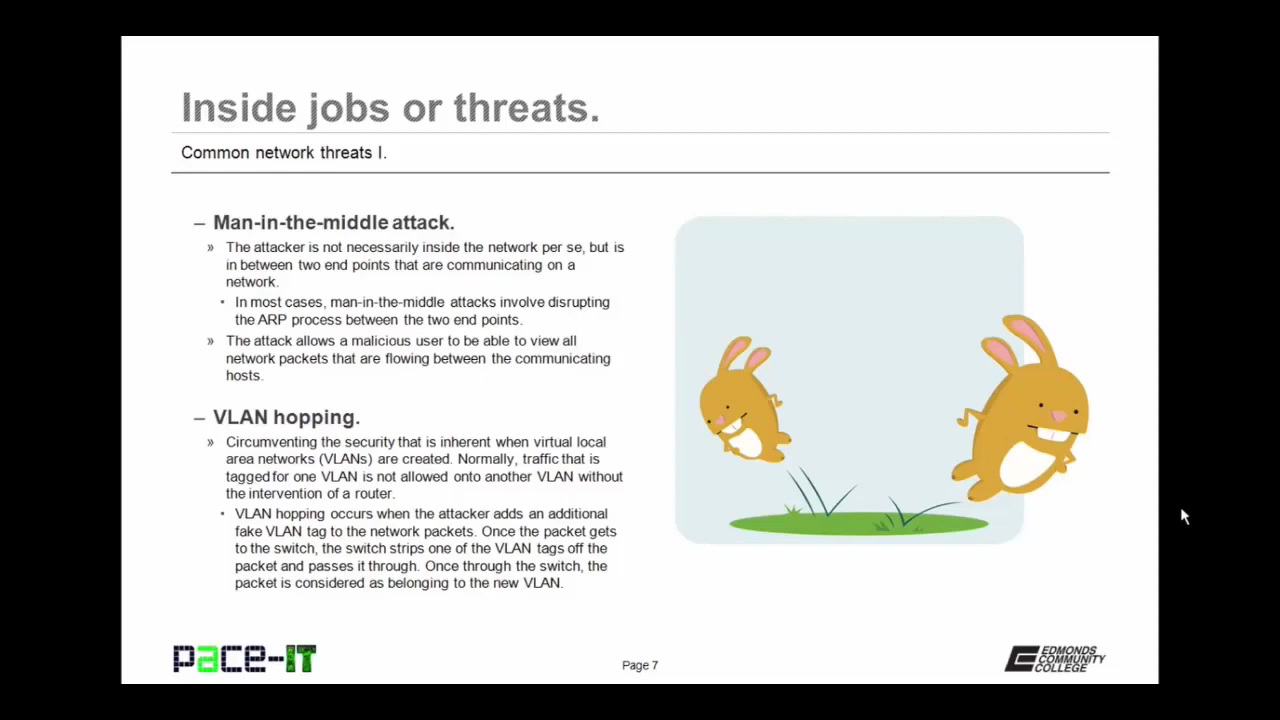 Inside jobs or threats.
Common network threats I.
– Man-in-the-middle attack.
» The attacker is not necessarily inside the network per se, but is
in between two end points that are communicating on a
network.
• In most cases, man-in-the-middle attacks involve disrupting
the ARP process between the two end points.
» The attack allows a malicious user to be able to view all
network packets that are flowing between the communicating
hosts.
– VLAN hopping.
» Circumventing the security that is inherent when virtual local
area networks (VLANs) are created. Normally, traffic that is
tagged for one VLAN is not allowed onto another VLAN without
the intervention of a router.
• VLAN hopping occurs when the attacker adds an additional
fake VLAN tag to the network packets. Once the packet gets
to the switch, the switch strips one of the VLAN tags off the
packet and passes it through. Once through the switch, the
packet is considered as belonging to the new VLAN.
pace-IT
Page 7
EDMONDS
COMMUNITY
COLLEGE